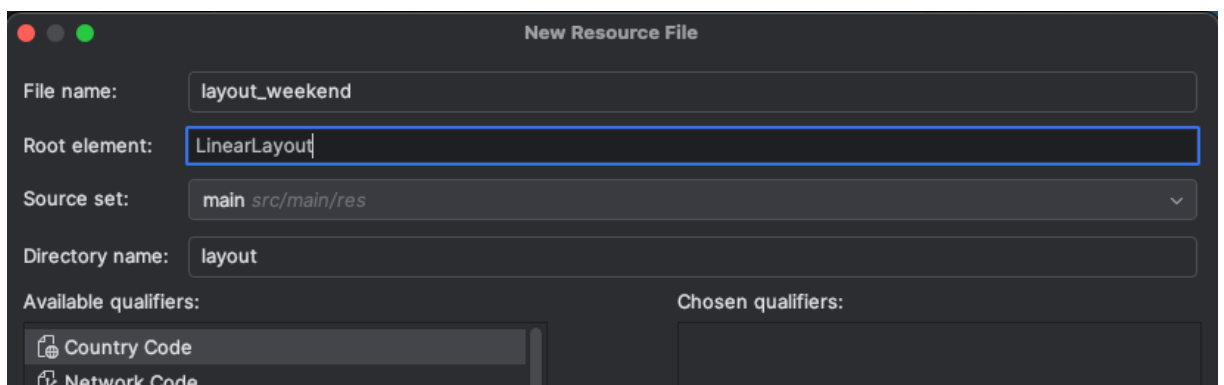 New Resource File
File name: layout_weekend
Root element: LinearLayout
Source set: main src/main/res
Directory name: layout
Available qualifiers: Chosen qualifiers:
Country Code
Network Code